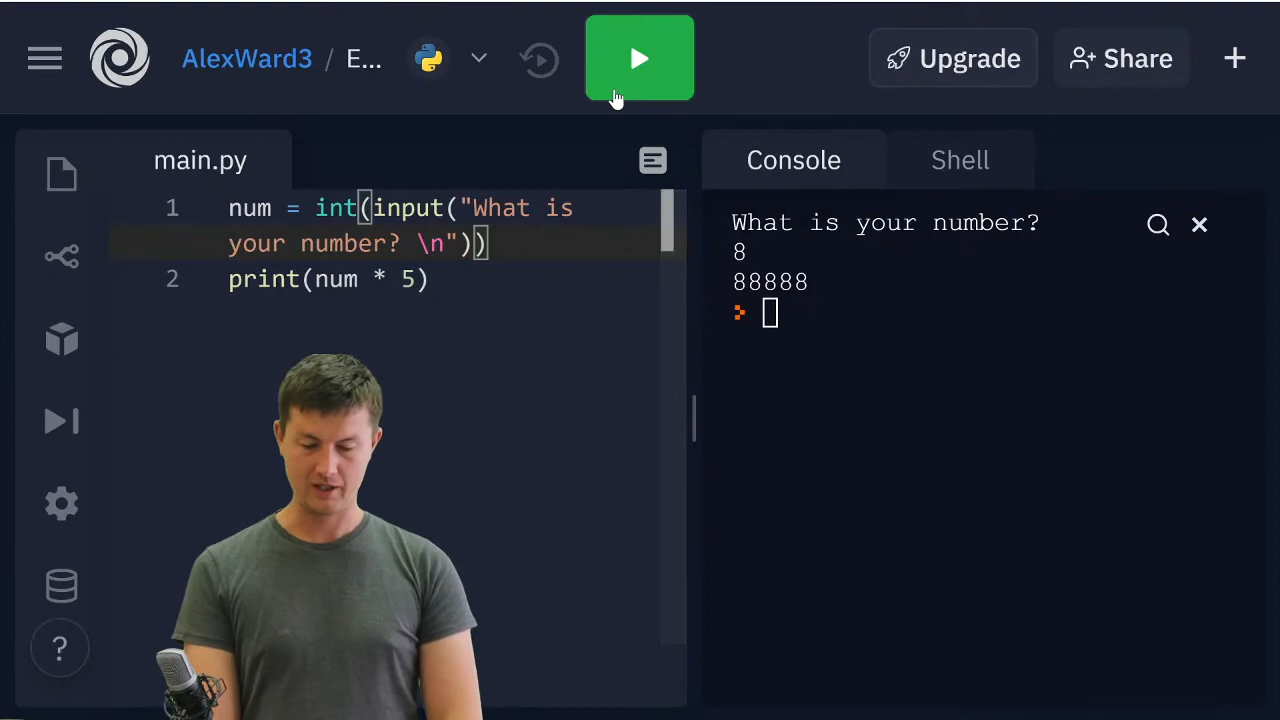 AlexWard3 / E...
Upgrade
Share
main.py
1 num = int(input("What is
your number? \n"))
2 print(num * 5)
Console
Shell
What is your number?
8
88888
?